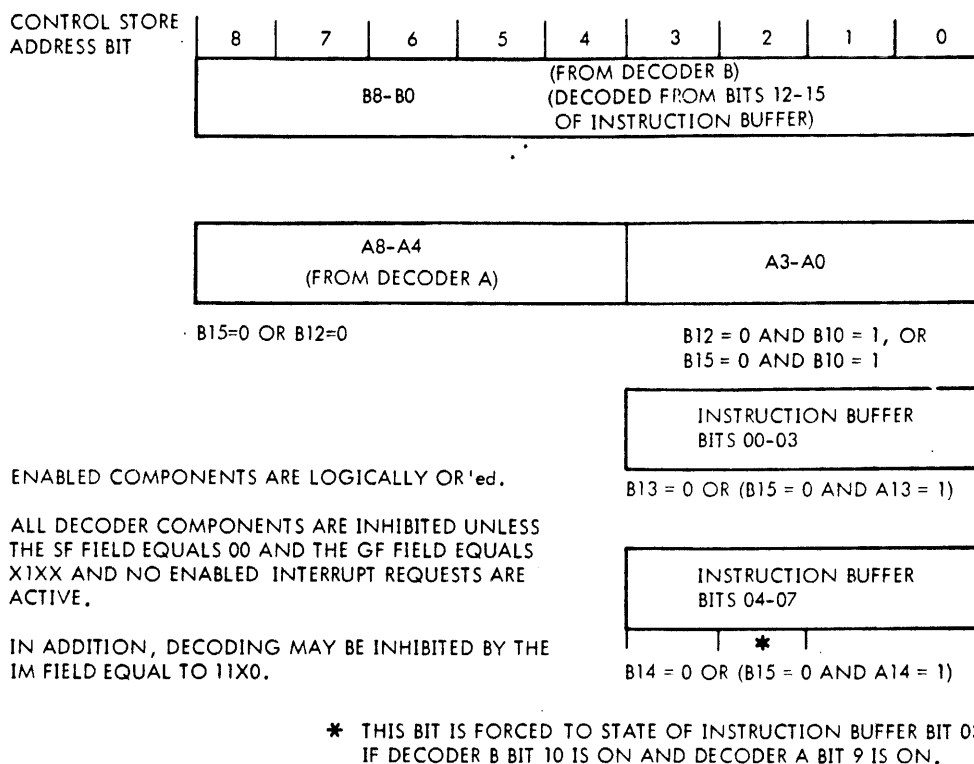 CONTROL STORE
ADDRESS BIT
8 7 6 5 4 3 2 1 0
B8-B0
(FROM DECODER B)
(DECODED FROM BITS 12-15
OF INSTRUCTION BUFFER)
A8-A4
(FROM DECODER A)
A3-A0
B15=0 OR B12=0
B12 = 0 AND B10 = 1, OR
B15 = 0 AND B10 = 1
INSTRUCTION BUFFER
BITS 00-03
ENABLED COMPONENTS ARE LOGICALLY OR'ed.
B13 = 0 OR (B15 = 0 AND A13 = 1)
ALL DECODER COMPONENTS ARE INHIBITED UNLESS
THE SF FIELD EQUALS 00 AND THE GF FIELD EQUALS
X1XX AND NO ENABLED INTERRUPT REQUESTS ARE
ACTIVE.
INSTRUCTION BUFFER
BITS 04-07
IN ADDITION, DECODING MAY BE INHIBITED BY THE
IM FIELD EQUAL TO 11X0.
*
B14 = 0 OR (B15 = 0 AND A14 = 1)
* THIS BIT IS FORCED TO STATE OF INSTRUCTION BUFFER BIT 03
IF DECODER B BIT 10 IS ON AND DECODER A BIT 9 IS ON.